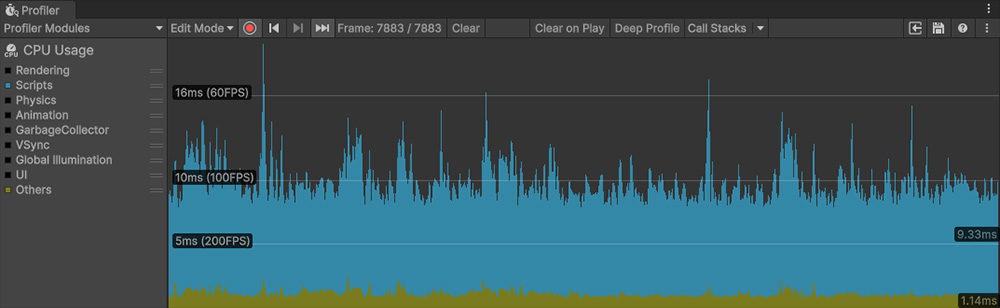 Profiler
Profiler Modules Edit Mode Frame: 7883 / 7883 Clear Clear on Play Deep Profile Call Stacks
CPU CPU Usage
Rendering
Scripts
Physics
Animation
GarbageCollector
VSync
Global Illumination
UI
Others
16ms (60FPS)
10ms (100FPS)
5ms (200FPS)
9.33ms
1.14ms